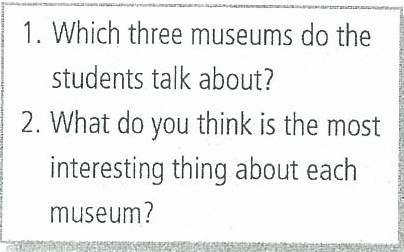 1. Which three museums do the
students talk about?
2. What do you think is the most
interesting thing about each
museum?